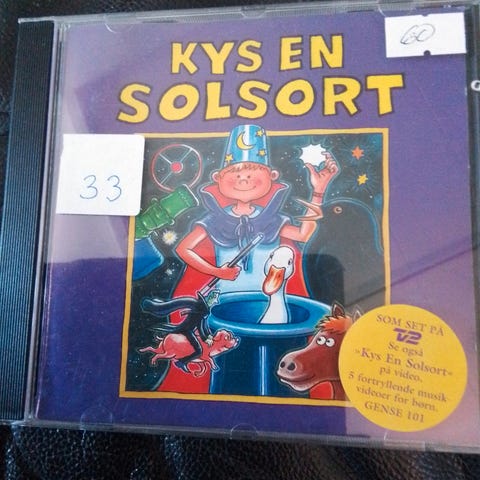 60
KYS EN
SOLSORT
33
SOM SET PÅ
TV2
Se også
»Kys En Solsort«
på video.
5 fortryllende musik-
videoer for børn.
GENSE 101